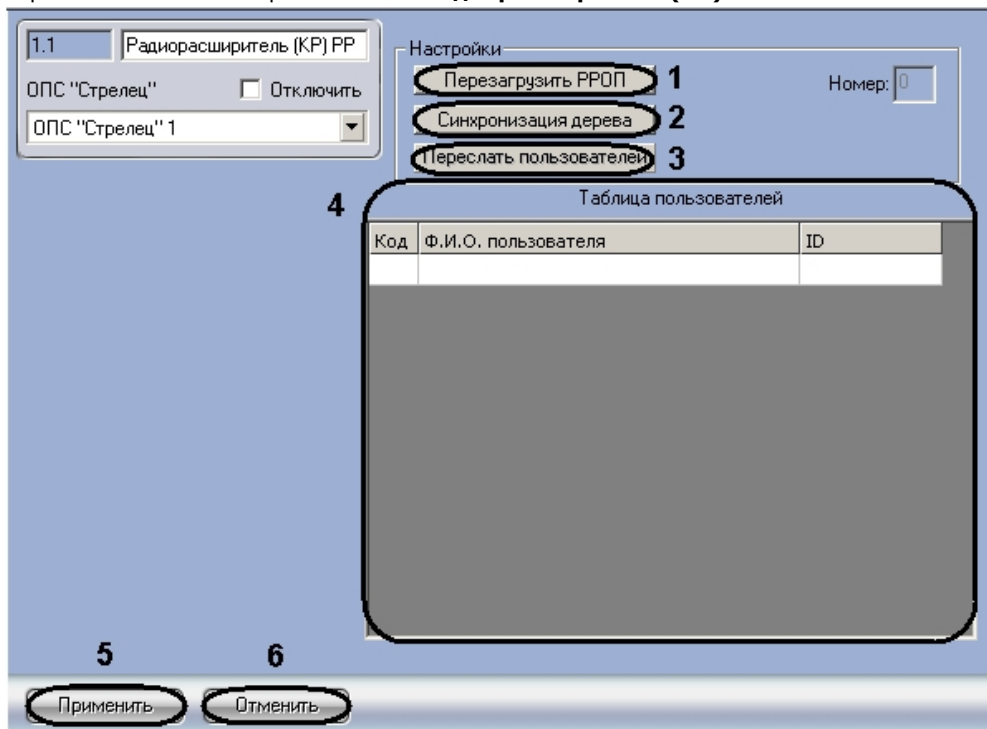 1.1 Радиорасширитель (КР) РР
ОПС "Стрелец" Отключить
ОПС "Стрелец" 1
Настройки
Перезагрузить РРОП 1
Номер: 0
Синхронизация дерева 2
Переслать пользователей 3
4
Таблица пользователей
Код Ф.И.О. пользователя ID
5 6
Применить Отменить